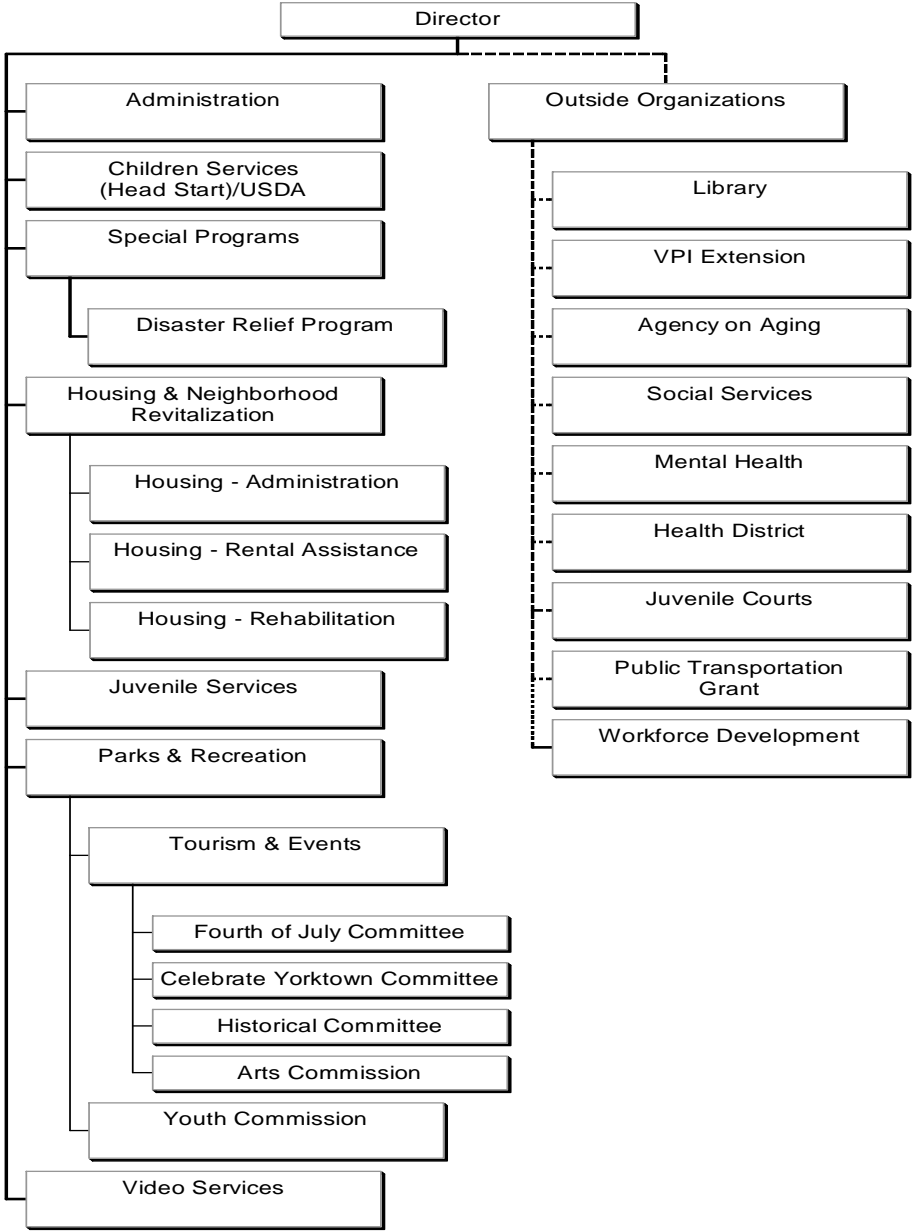 Director
Administration
Children Services
(Head Start)/USDA
Special Programs
Disaster Relief Program
Housing & Neighborhood
Revitalization
Housing - Administration
Housing - Rental Assistance
Housing - Rehabilitation
Juvenile Services
Parks & Recreation
Tourism & Events
Fourth of July Committee
Celebrate Yorktown Committee
Historical Committee
Arts Commission
Youth Commission
Video Services
Outside Organizations
Library
VPI Extension
Agency on Aging
Social Services
Mental Health
Health District
Juvenile Courts
Public Transportation
Grant
Workforce Development